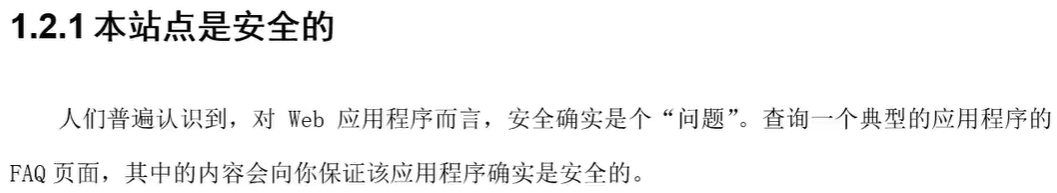 1.2.1 本站点是安全的
人们普遍认识到，对 Web 应用程序而言，安全确实是个“问题”。查询一个典型的应用程序的
FAQ 页面，其中的内容会向你保证该应用程序确实是安全的。